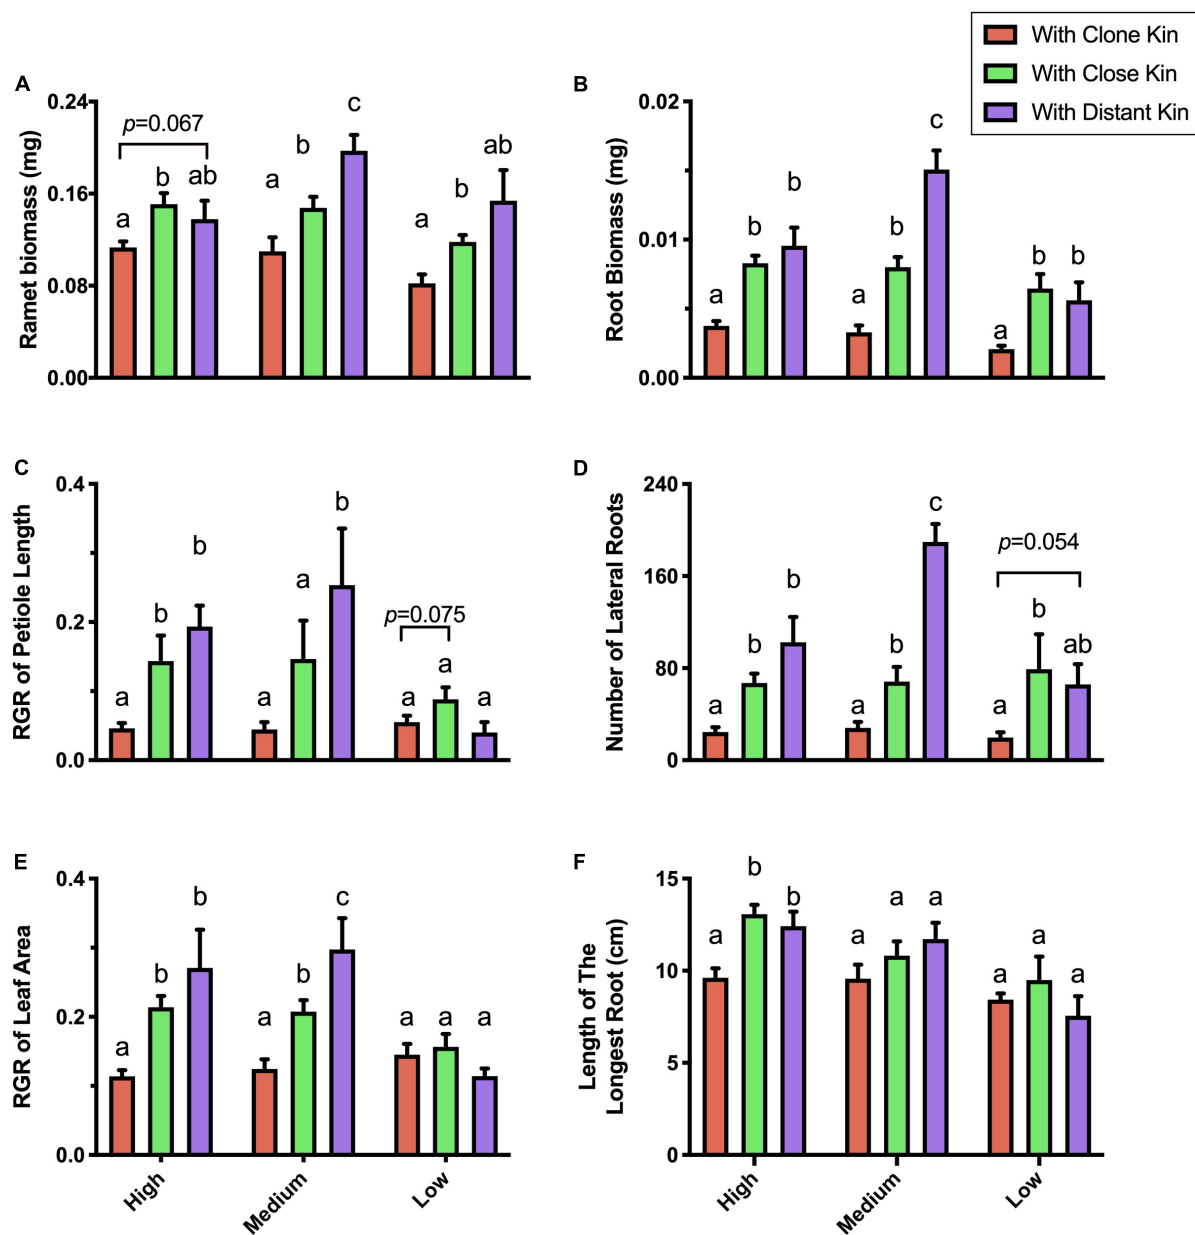 With Clone Kin
With Close Kin
With Distant Kin
A
Ramet biomass (mg)
0.24
0.16
0.08
0.00
p=0.067
a
b
ab
a
b
c
a
b
ab
B
Root Biomass (mg)
0.02
0.01
0.00
a
b
b
a
b
c
a
b
b
C
RGR of Petiole Length
0.4
0.2
0.0
a
b
b
a
a
b
p=0.075
a
a
a
D
Number of Lateral Roots
240
160
80
0
a
b
b
a
b
c
p=0.054
a
b
ab
E
RGR of Leaf Area
0.4
0.2
0.0
a
b
b
a
b
c
a
a
a
High
Medium
Low
F
Length of The
Longest Root (cm)
15
10
5
0
a
b
b
a
a
a
a
a
a
High
Medium
Low